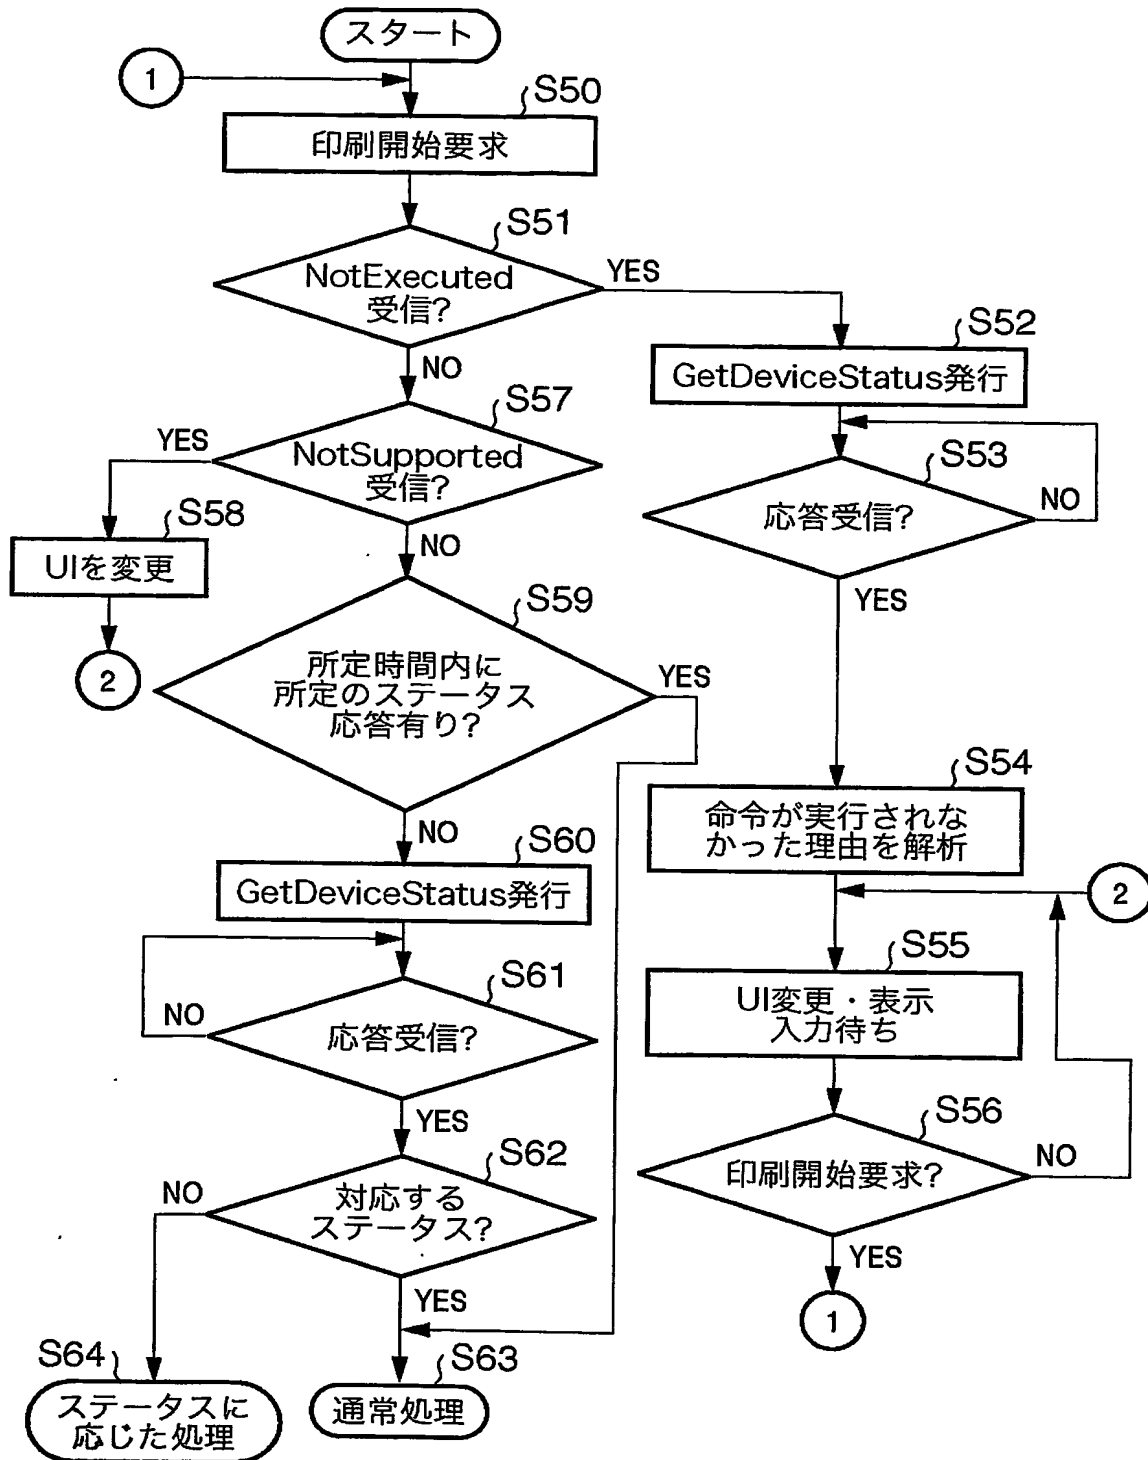 スタート
1
S50
印刷開始要求
S51
NotExecuted
受信?
YES
NO
S52
GetDeviceStatus発行
S53
応答受信?
NO
YES
S54
命令が実行されな
かった理由を解析
2
S55
UI変更・表示
入力待ち
S56
印刷開始要求?
NO
YES
1
S57
NotSupported
受信?
YES
NO
S58
UIを変更
2
S59
所定時間内に
所定のステータス
応答有り?
YES
NO
S60
GetDeviceStatus発行
S61
応答受信?
NO
YES
S62
対応する
ステータス?
NO
YES
S63
通常処理
S64
ステータスに
応じた処理